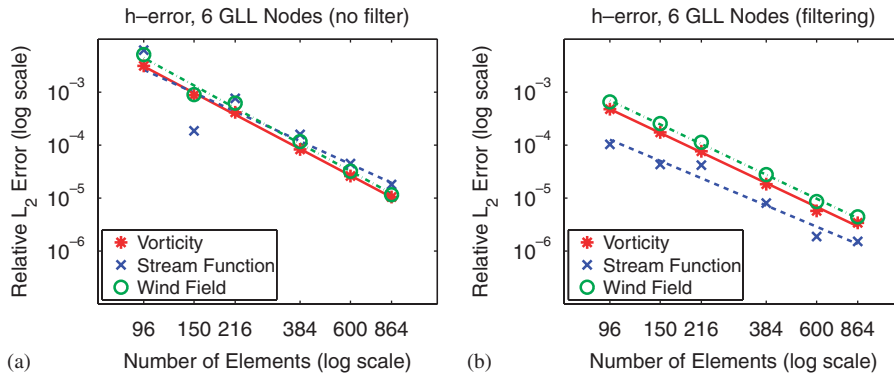 h–error, 6 GLL Nodes (no filter)
Relative L2 Error (log scale)
10−3
10−4
10−5
10−6
Vorticity
Stream Function
Wind Field
96 150 216 384 600 864
(a) Number of Elements (log scale)
h–error, 6 GLL Nodes (filtering)
Relative L2 Error (log scale)
10−3
10−4
10−5
10−6
Vorticity
Stream Function
Wind Field
96 150 216 384 600 864
(b) Number of Elements (log scale)